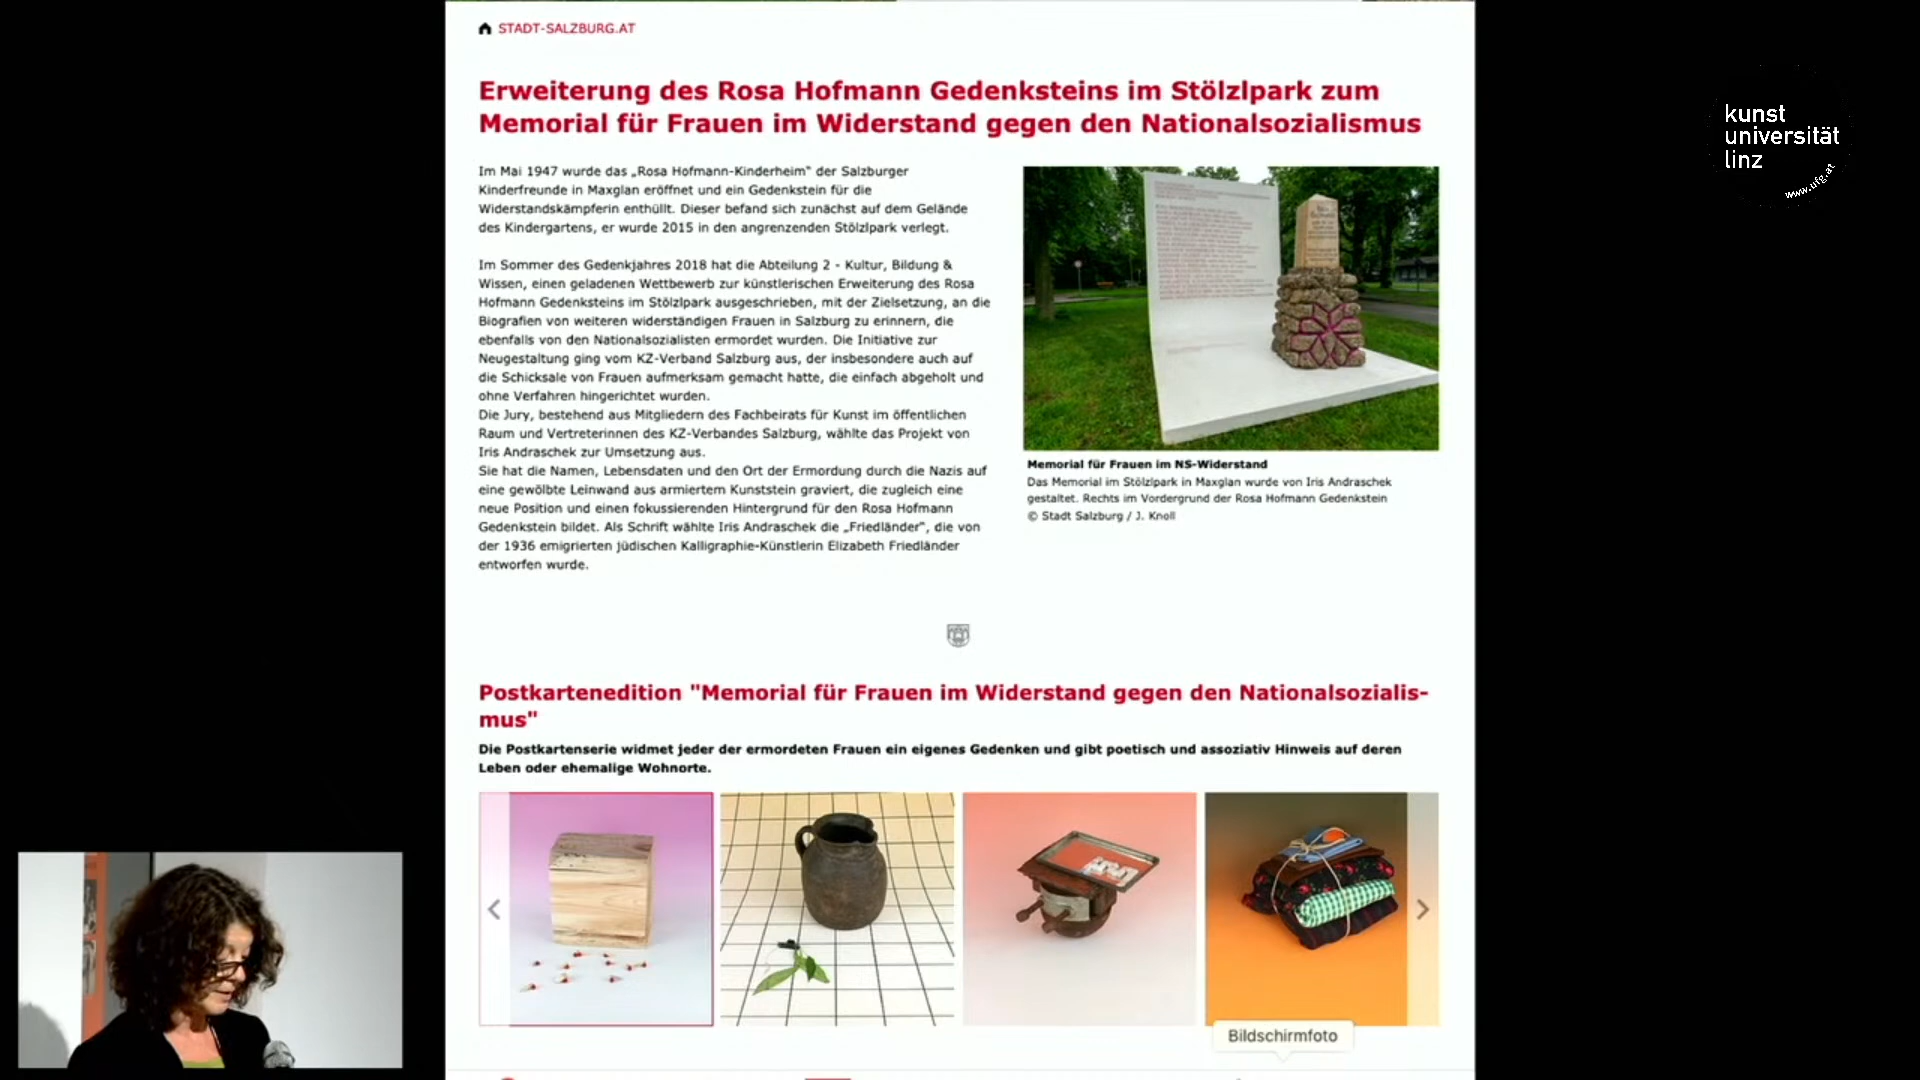 STADT-SALZBURG.AT
Erweiterung des Rosa Hofmann Gedenksteins im Stölzlpark zum
Memorial für Frauen im Widerstand gegen den Nationalsozialismus
Im Mai 1947 wurde das „Rosa Hofmann-Kinderheim“ der Salzburger
Kinderfreunde in Maxglan eröffnet und ein Gedenkstein für die
Widerstandskämpferin enthüllt. Dieser befand sich zunächst auf dem Gelände
des Kindergartens, er wurde 2015 in den angrenzenden Stölzlpark verlegt.
Im Sommer des Gedenkjahres 2018 hat die Abteilung 2 - Kultur, Bildung &
Wissen, einen geladenen Wettbewerb zur künstlerischen Erweiterung des Rosa
Hofmann Gedenksteins im Stölzlpark ausgeschrieben, mit der Zielsetzung, an die
Biografien von weiteren widerständigen Frauen in Salzburg zu erinnern, die
ebenfalls von den Nationalsozialisten ermordet wurden. Die Initiative zur
Neugestaltung ging vom KZ-Verband Salzburg aus, der insbesondere auch auf
die Schicksale von Frauen aufmerksam gemacht hatte, die einfach abgeholt und
ohne Verfahren hingerichtet wurden.
Die Jury, bestehend aus Mitgliedern des Fachbeirats für Kunst im öffentlichen
Raum und Vertreterinnen des KZ-Verbandes Salzburg, wählte das Projekt von
Iris Andraschek zur Umsetzung aus.
Sie hat die Namen, Lebensdaten und den Ort der Ermordung durch die Nazis auf
eine gewölbte Leinwand aus armiertem Kunststein graviert, die zugleich eine
neue Position und einen fokussierenden Hintergrund für den Rosa Hofmann
Gedenkstein bildet. Als Schrift wählte Iris Andraschek die „Friedländer“, die von
der 1936 emigrierten jüdischen Kalligraphie-Künstlerin Elizabeth Friedländer
entworfen wurde.
Memorial für Frauen im NS-Widerstand
Das Memorial im Stölzlpark in Maxglan wurde von Iris Andraschek
gestaltet. Rechts im Vordergrund der Rosa Hofmann Gedenkstein
© Stadt Salzburg / J. Knoll
Postkartenedition "Memorial für Frauen im Widerstand gegen den Nationalsozialis-
mus"
Die Postkartenserie widmet jeder der ermordeten Frauen ein eigenes Gedenken und gibt poetisch und assoziativ Hinweis auf deren
Leben oder ehemalige Wohnorte.
Bildschirmfoto
kunst
universität
linz
www.ufg.at